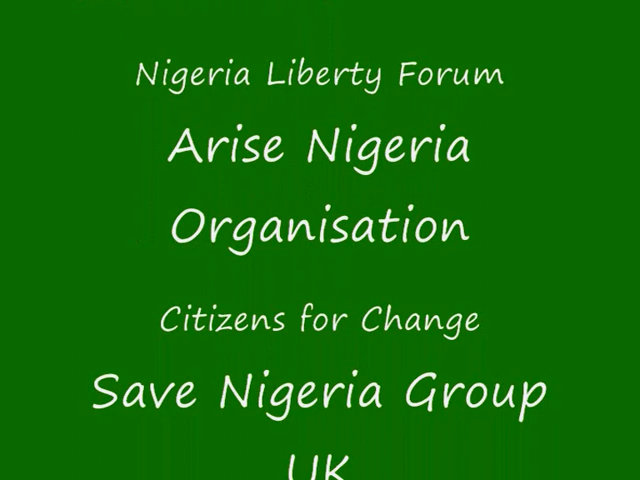 Nigeria Liberty Forum
Arise Nigeria
Organisation
Citizens for Change
Save Nigeria Group
UK